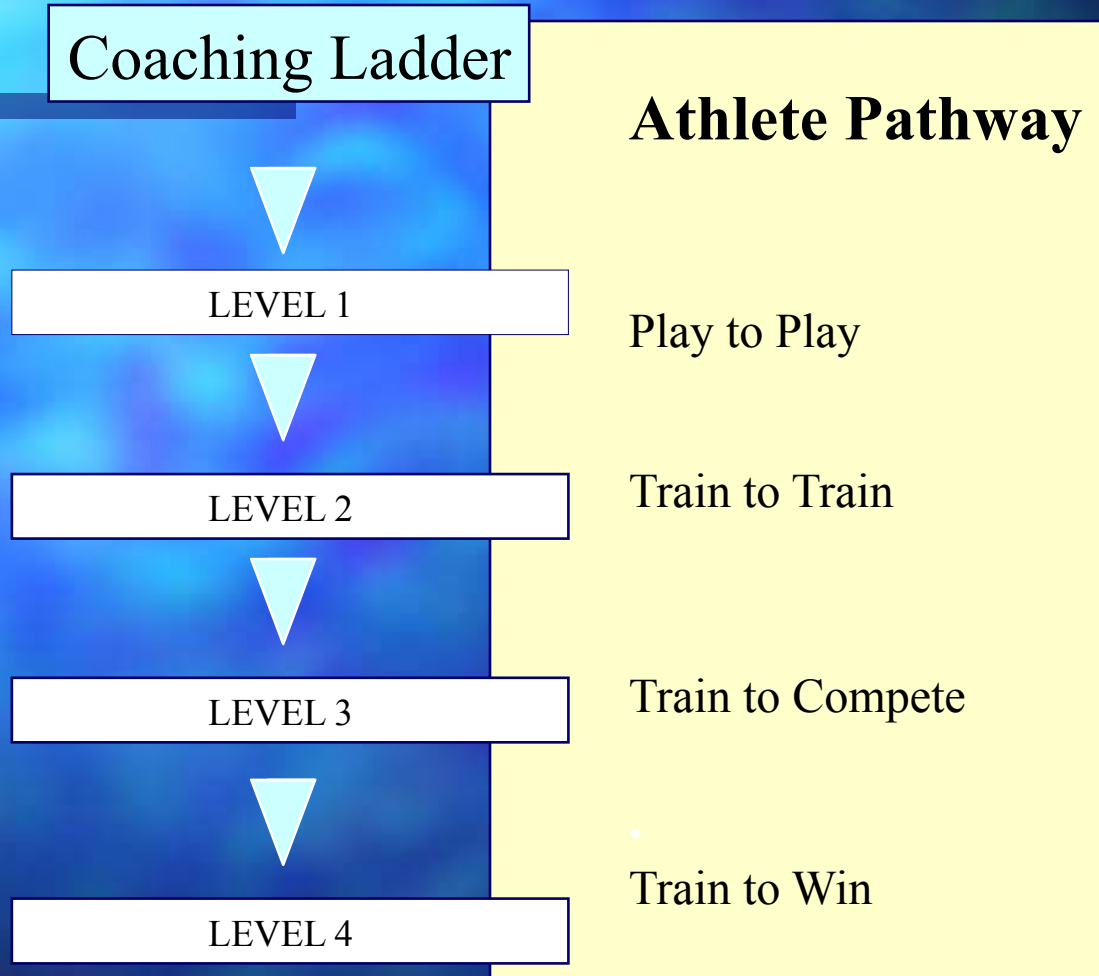 Coaching Ladder
Athlete Pathway
LEVEL 1
Play to Play
LEVEL 2
Train to Train
LEVEL 3
Train to Compete
Train to Win
LEVEL 4